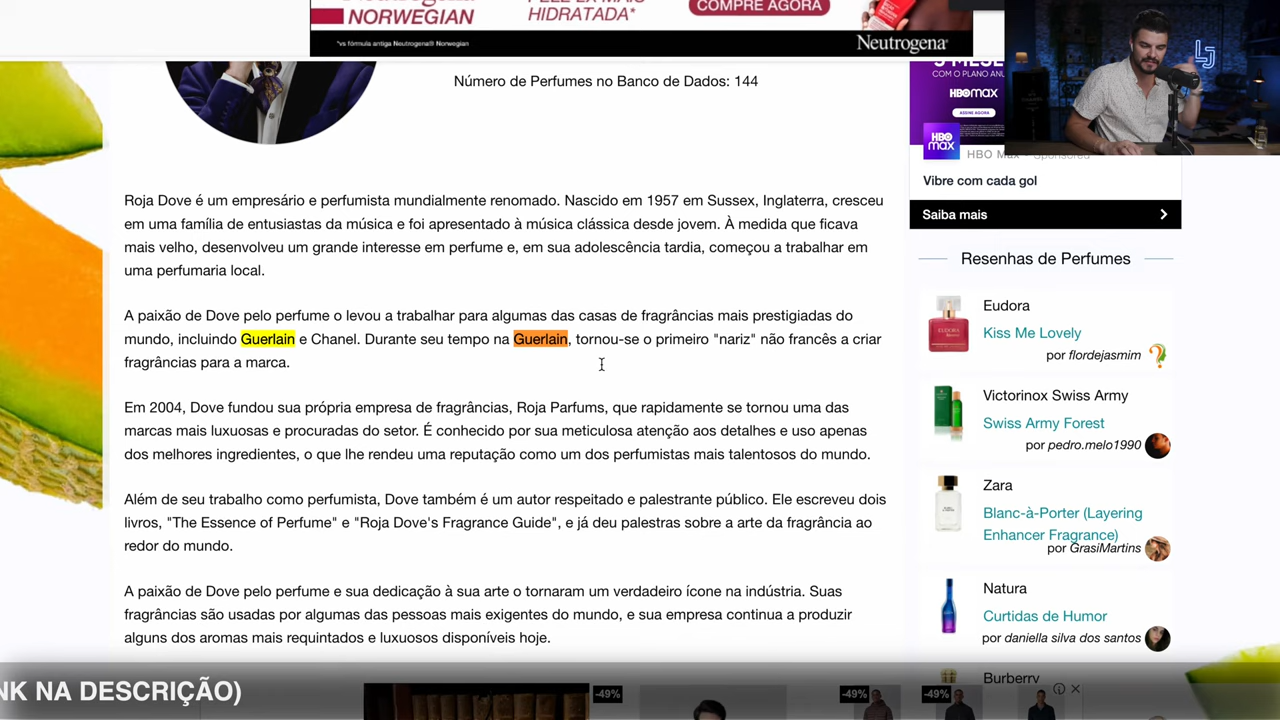 NORWEGIAN
HIDRATADA*
COMPRE AGORA
*vs fórmula antiga Neutrogena® Norwegian
Neutrogena®
Número de Perfumes no Banco de Dados: 144
COM O PLANO ANU
HBOMAX
ASSINE AGORA
HBO
max
HBO Max - Sponsored
Vibre com cada gol
Saiba mais
LJ
Roja Dove é um empresário e perfumista mundialmente renomado. Nascido em 1957 em Sussex, Inglaterra, cresceu
em uma família de entusiastas da música e foi apresentado à música clássica desde jovem. À medida que ficava
mais velho, desenvolveu um grande interesse em perfume e, em sua adolescência tardia, começou a trabalhar em
uma perfumaria local.
A paixão de Dove pelo perfume o levou a trabalhar para algumas das casas de fragrâncias mais prestigiadas do
mundo, incluindo Guerlain e Chanel. Durante seu tempo na Guerlain, tornou-se o primeiro "nariz" não francês a criar
fragrâncias para a marca.
Em 2004, Dove fundou sua própria empresa de fragrâncias, Roja Parfums, que rapidamente se tornou uma das
marcas mais luxuosas e procuradas do setor. É conhecido por sua meticulosa atenção aos detalhes e uso apenas
dos melhores ingredientes, o que lhe rendeu uma reputação como um dos perfumistas mais talentosos do mundo.
Além de seu trabalho como perfumista, Dove também é um autor respeitado e palestrante público. Ele escreveu dois
livros, "The Essence of Perfume" e "Roja Dove's Fragrance Guide", e já deu palestras sobre a arte da fragrância ao
redor do mundo.
A paixão de Dove pelo perfume e sua dedicação à sua arte o tornaram um verdadeiro ícone na indústria. Suas
fragrâncias são usadas por algumas das pessoas mais exigentes do mundo, e sua empresa continua a produzir
alguns dos aromas mais requintados e luxuosos disponíveis hoje.
Resenhas de Perfumes
Eudora
Kiss Me Lovely
por flordejasmim
Victorinox Swiss Army
Swiss Army Forest
por pedro.melo1990
Zara
Blanc-à-Porter (Layering
Enhancer Fragrance)
por GrasiMartins
Natura
Curtidas de Humor
por daniella silva dos santos
Burberry
NK NA DESCRIÇÃO)
-49%
-49%
-49%